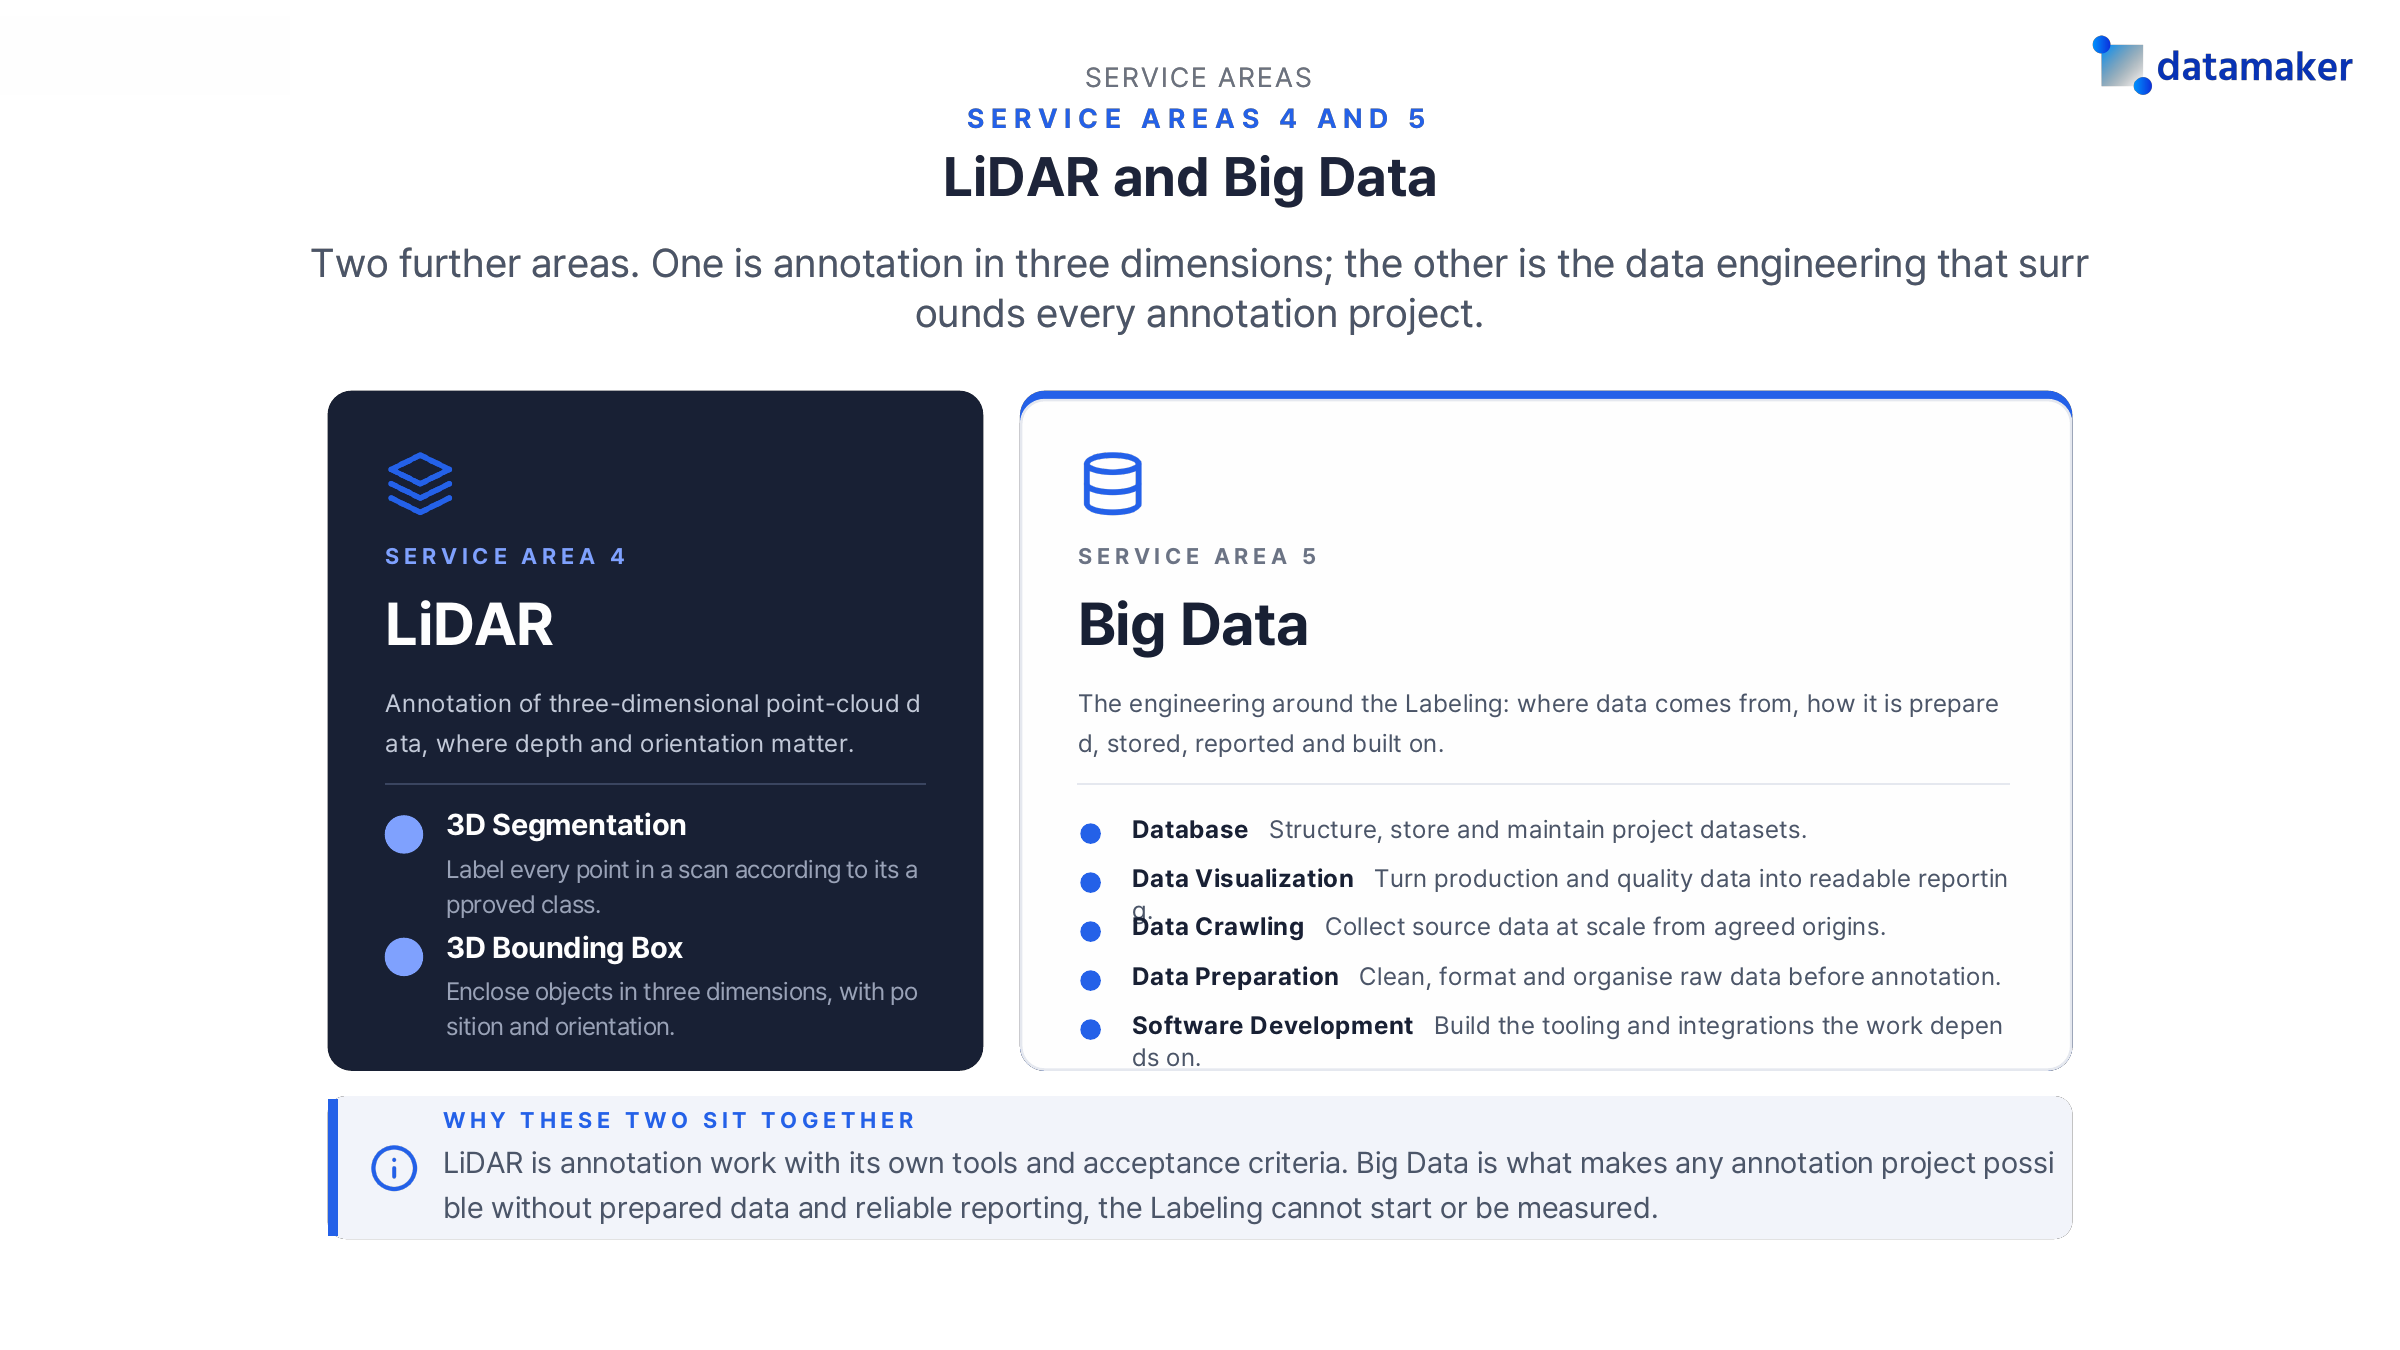 datamaker
SERVICE AREAS
SERVICE AREAS 4 AND 5
LiDAR and Big Data
Two further areas. One is annotation in three dimensions; the other is the data engineering that surr
ounds every annotation project.
SERVICE AREA 4
LiDAR
Annotation of three-dimensional point-cloud d
ata, where depth and orientation matter.
3D Segmentation
Label every point in a scan according to its a
pproved class.
3D Bounding Box
Enclose objects in three dimensions, with po
sition and orientation.
SERVICE AREA 5
Big Data
The engineering around the Labeling: where data comes from, how it is prepare
d, stored, reported and built on.
Database Structure, store and maintain project datasets.
Data Visualization Turn production and quality data into readable reportin
g.
Data Crawling Collect source data at scale from agreed origins.
Data Preparation Clean, format and organise raw data before annotation.
Software Development Build the tooling and integrations the work depen
ds on.
WHY THESE TWO SIT TOGETHER
LiDAR is annotation work with its own tools and acceptance criteria. Big Data is what makes any annotation project possi
ble without prepared data and reliable reporting, the Labeling cannot start or be measured.